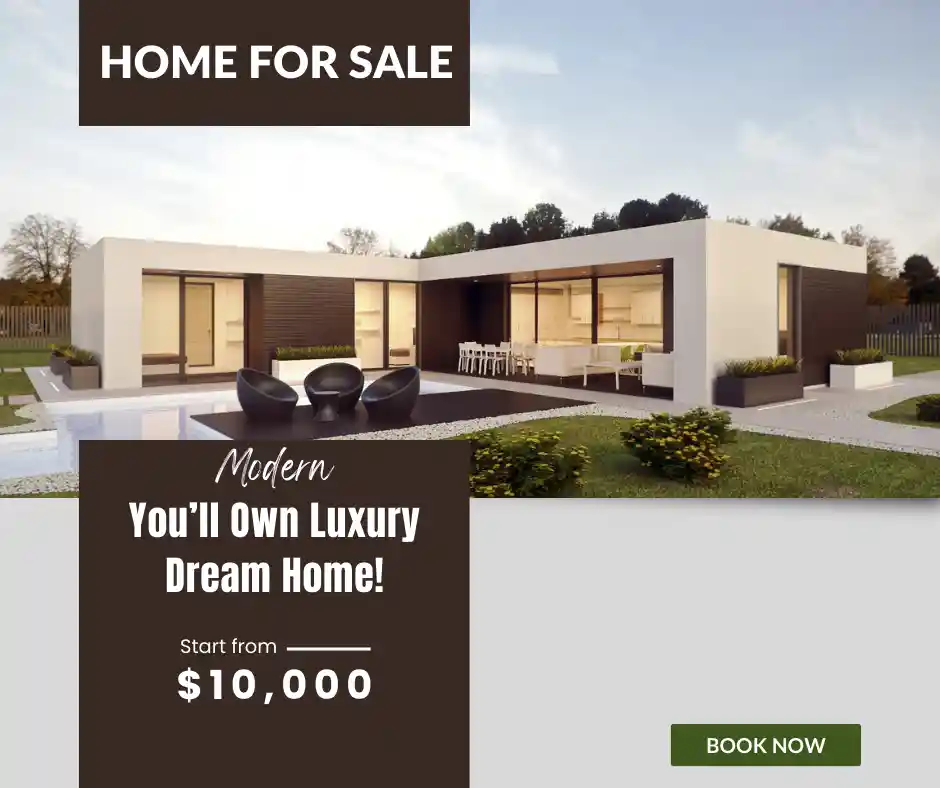 HOME FOR SALE
Modern
You’ll Own Luxury
Dream Home!
Start from
$10,000
BOOK NOW